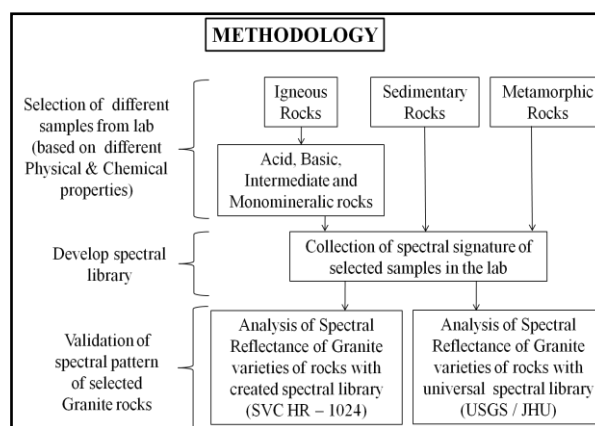 METHODOLOGY
Selection of different
samples from lab
(based on different
Physical & Chemical
properties)
Igneous
Rocks
Sedimentary
Rocks
Metamorphic
Rocks
Acid, Basic,
Intermediate and
Monomineralic rocks
Develop spectral
library
Collection of spectral signature of
selected samples in the lab
Validation of
spectral pattern
of selected
Granite rocks
Analysis of Spectral
Reflectance of Granite
varieties of rocks with
created spectral library
(SVC HR – 1024)
Analysis of Spectral
Reflectance of Granite
varieties of rocks with
universal spectral library
(USGS / JHU)